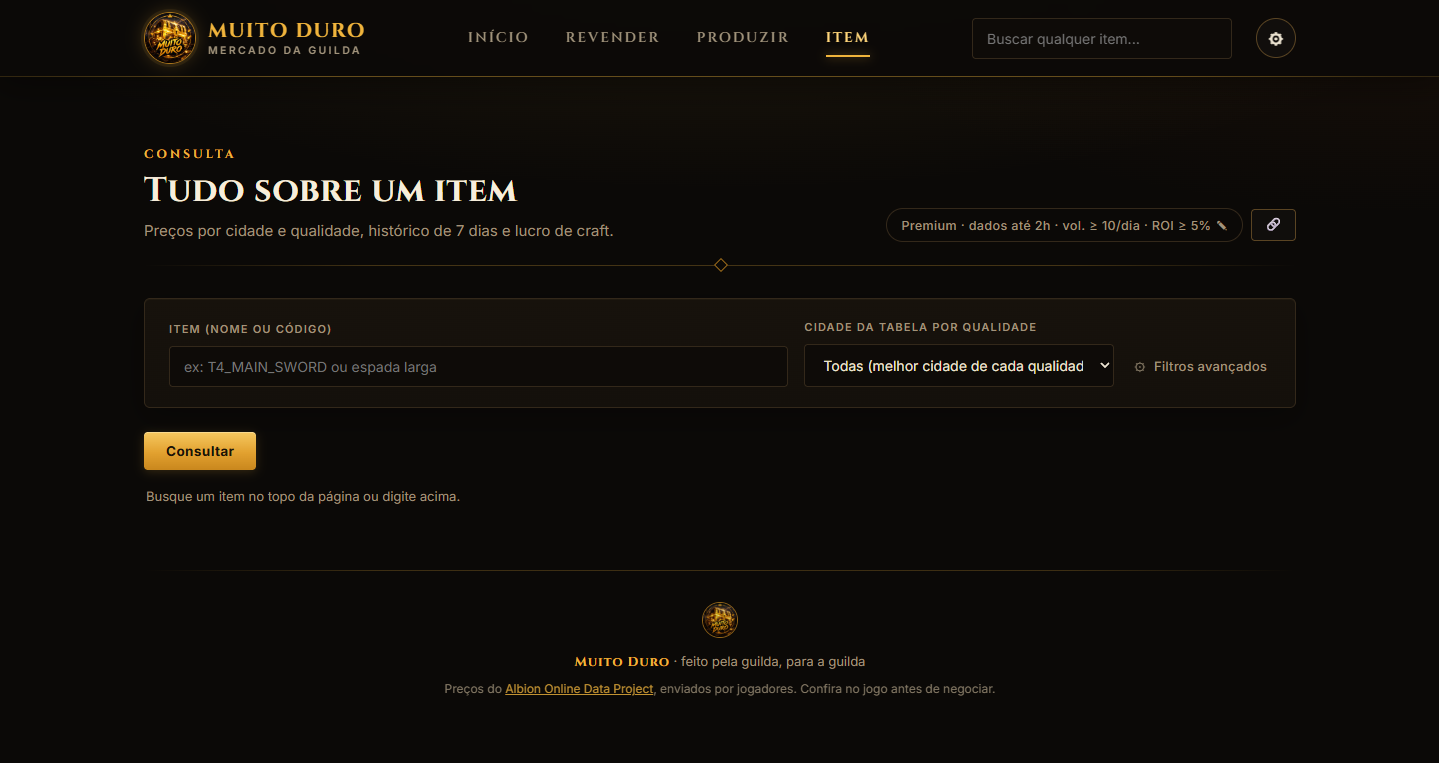 MUITO DURO
MERCADO DA GUILDA
INÍCIO
REVENDER
PRODUZIR
ITEM
Buscar qualquer item...
CONSULTA
TUDO SOBRE UM ITEM
Preços por cidade e qualidade, histórico de 7 dias e lucro de craft.
Premium · dados até 2h · vol. ≥ 10/dia · ROI ≥ 5%
ITEM (NOME OU CÓDIGO)
CIDADE DA TABELA POR QUALIDADE
ex: T4_MAIN_SWORD ou espada larga
Todas (melhor cidade de cada qualidad
Filtros avançados
Consultar
Busque um item no topo da página ou digite acima.
MUITO DURO
MUITO DURO · feito pela guilda, para a guilda
Preços do Albion Online Data Project, enviados por jogadores. Confira no jogo antes de negociar.